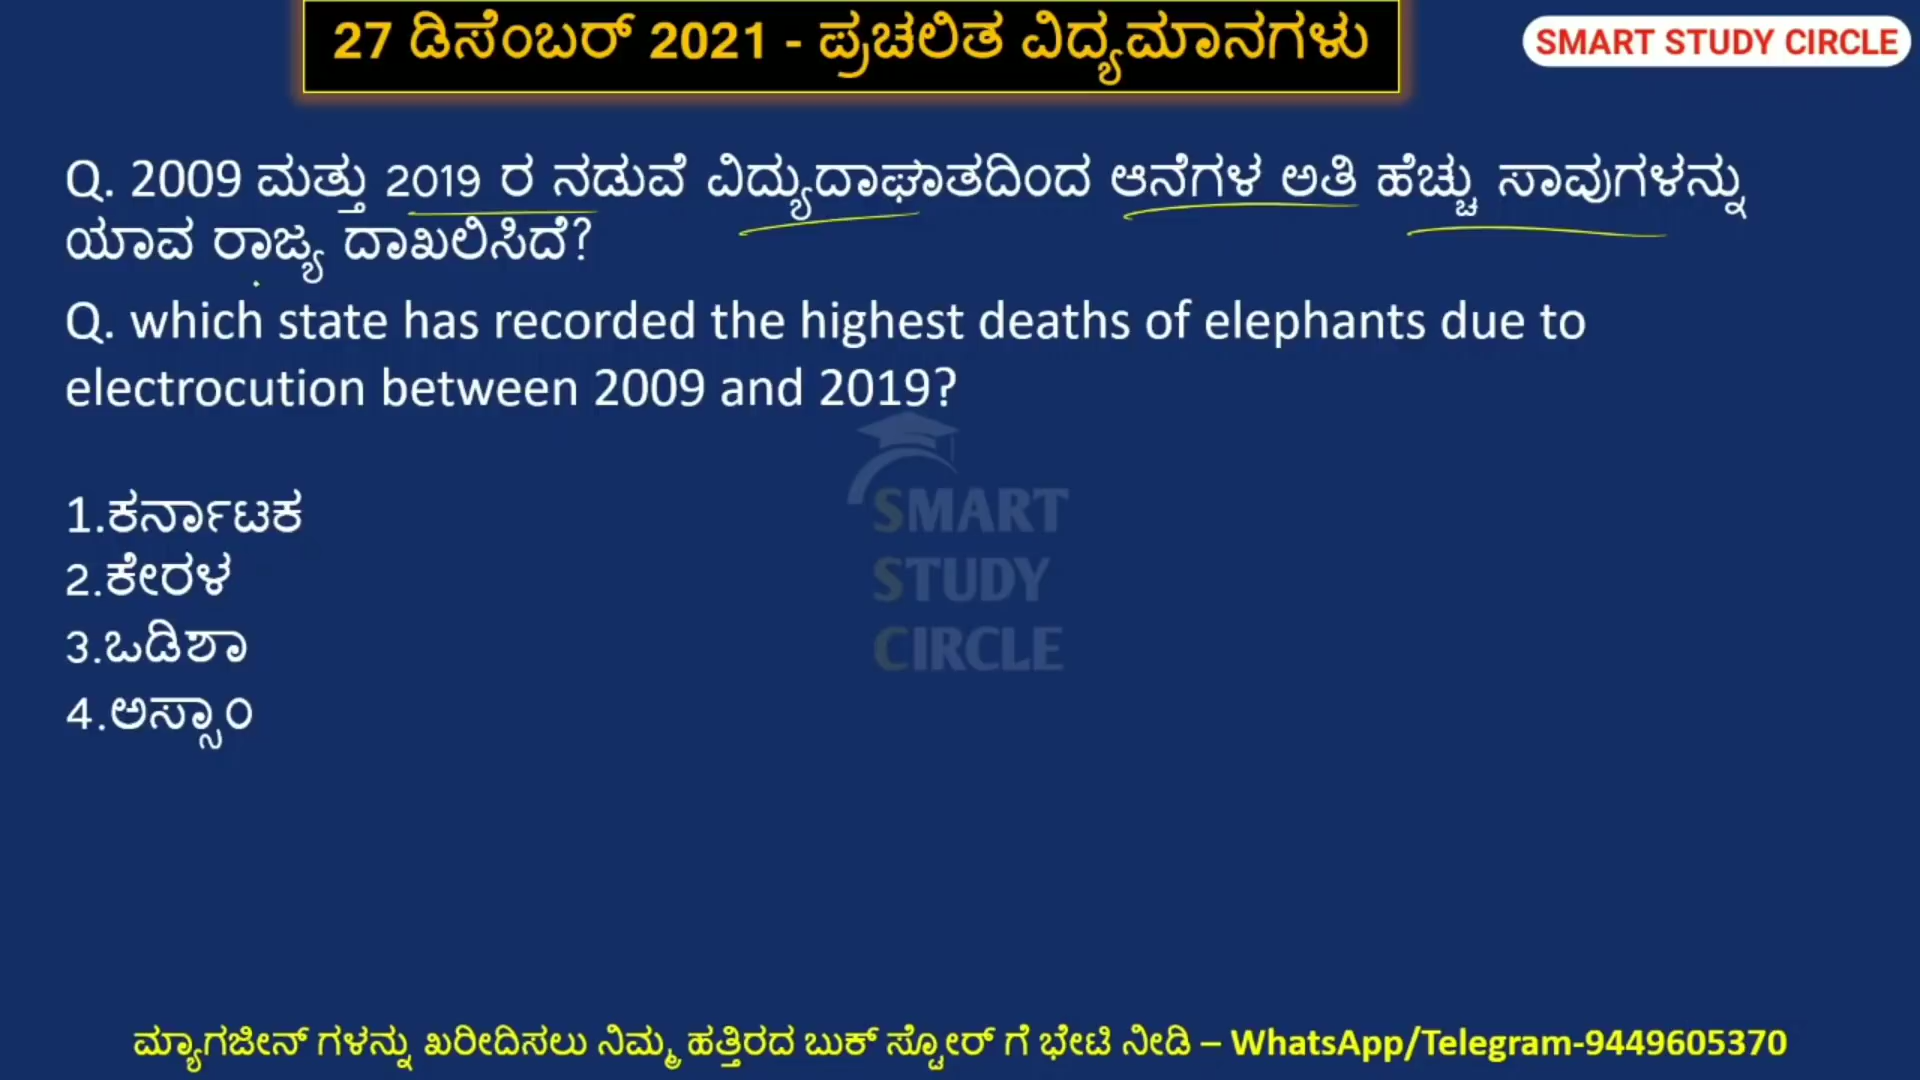 27 ಡಿಸೆಂಬರ್ 2021 - ಪ್ರಚಲಿತ ವಿದ್ಯಮಾನಗಳು
SMART STUDY CIRCLE
Q. 2009 ಮತ್ತು 2019 ರ ನಡುವೆ ವಿದ್ಯುದಾಘಾತದಿಂದ ಆನೆಗಳ ಅತಿ ಹೆಚ್ಚು ಸಾವುಗಳನ್ನು
ಯಾವ ರಾಜ್ಯ ದಾಖಲಿಸಿದೆ?
Q. which state has recorded the highest deaths of elephants due to
electrocution between 2009 and 2019?
SMART
STUDY
CIRCLE
1.ಕರ್ನಾಟಕ
2.ಕೇರಳ
3.ಒಡಿಶಾ
4.ಅಸ್ಸಾಂ
ಮ್ಯಾಗಜೀನ್ ಗಳನ್ನು ಖರೀದಿಸಲು ನಿಮ್ಮ ಹತ್ತಿರದ ಬುಕ್ ಸ್ಟೋರ್ ಗೆ ಭೇಟಿ ನೀಡಿ – WhatsApp/Telegram-9449605370